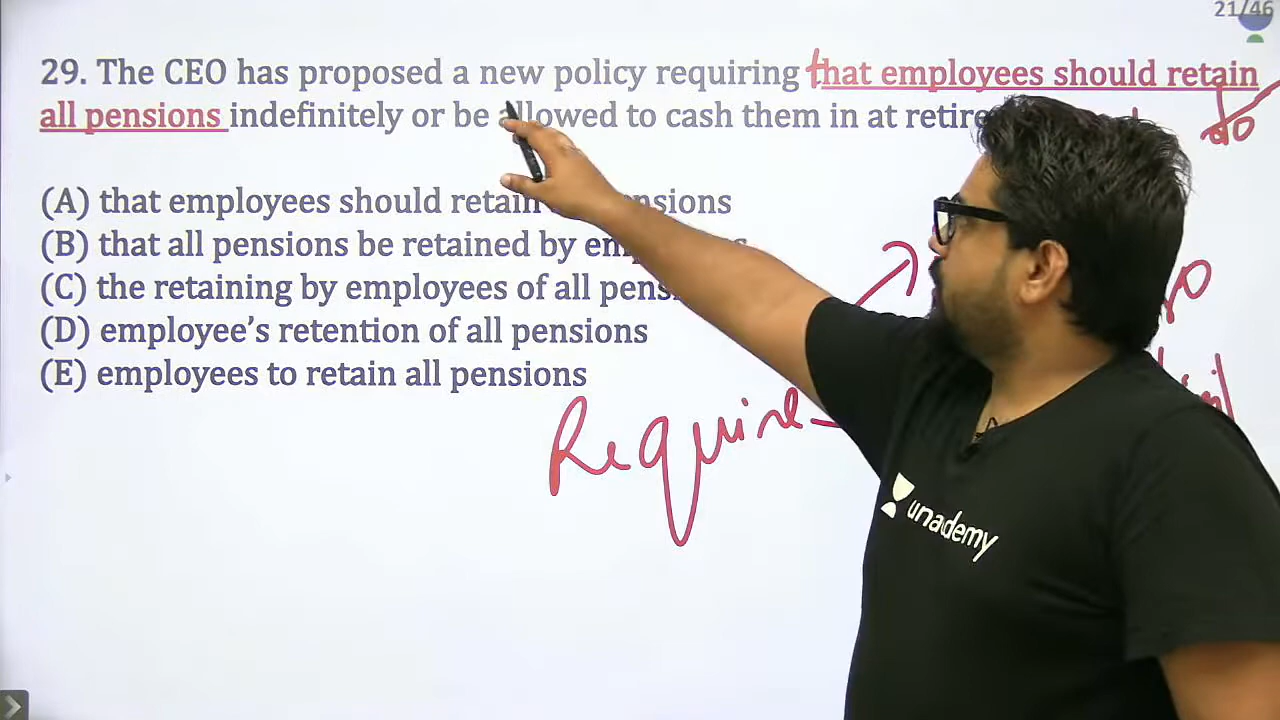 21/46
29. The CEO has proposed a new policy requiring that employees should retain
all pensions indefinitely or be allowed to cash them in at
do
(A) that employees should retain
(B) that all pensions be retained by
(C) the retaining by employees of all
(D) employee’s retention of all pensions
(E) employees to retain all pensions
Require
unacademy